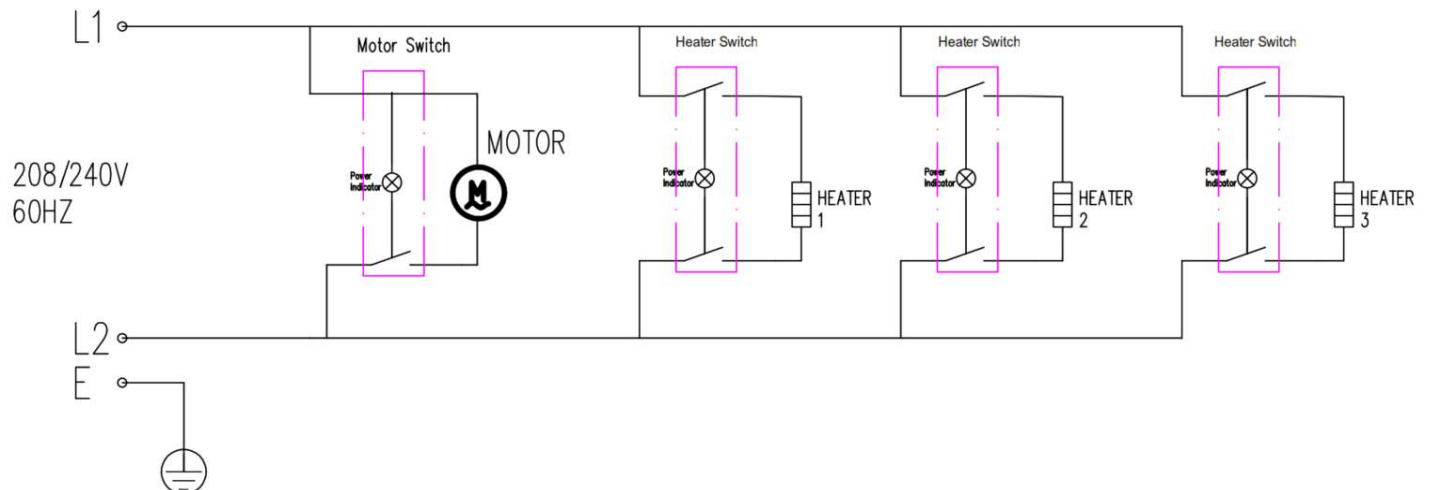 L1
Motor Switch
Heater Switch
Heater Switch
Heater Switch
208/240V
60HZ
Power
Indicator
MOTOR
M
Power
Indicator
HEATER
1
Power
Indicator
HEATER
2
Power
Indicator
HEATER
3
L2
E